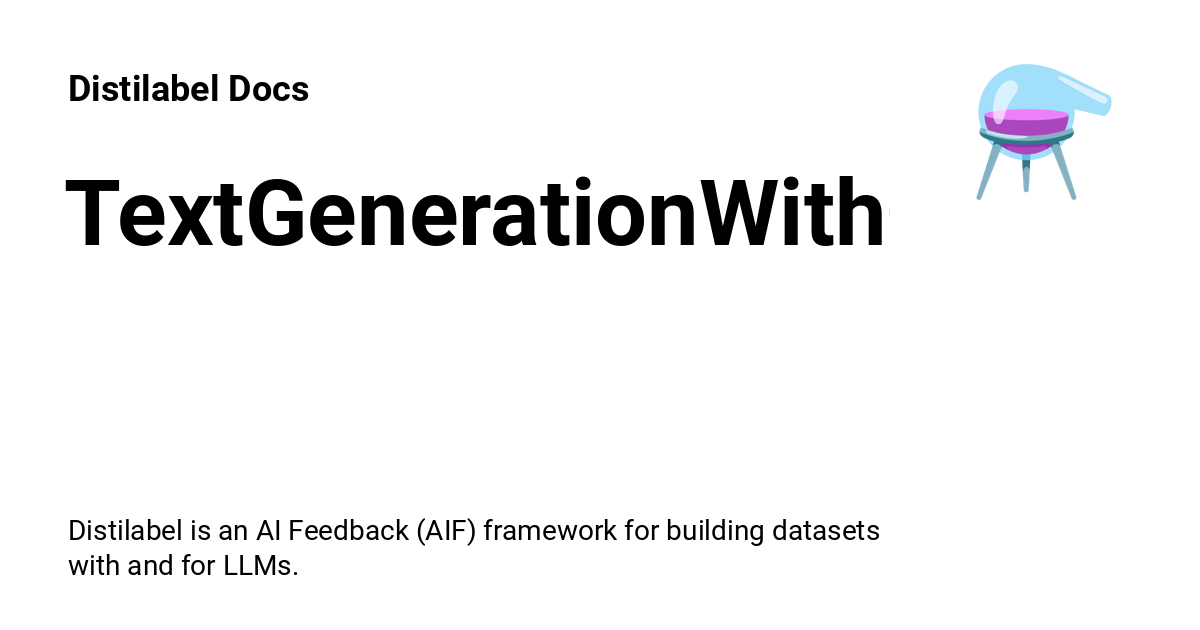 Distilabel Docs
TextGenerationWith
Distilabel is an AI Feedback (AIF) framework for building datasets
with and for LLMs.